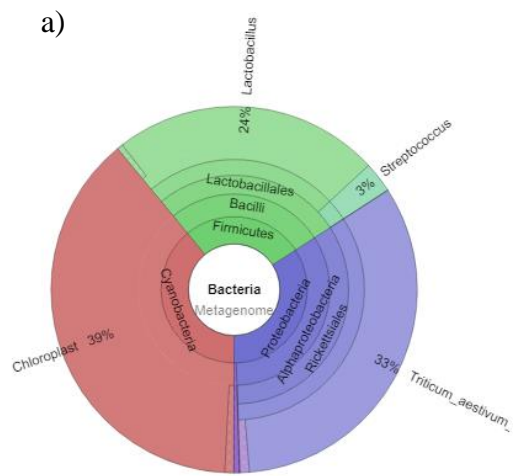 a)
Lactobacillus
24%
Streptococcus
3%
Lactobacillales
Bacilli
Firmicutes
Cyanobacteria
Bacteria
Metagenome
Proteobacteria
Alphaproteobacteria
Rickettsiales
Chloroplast 39%
33%
Triticum_aestivum_